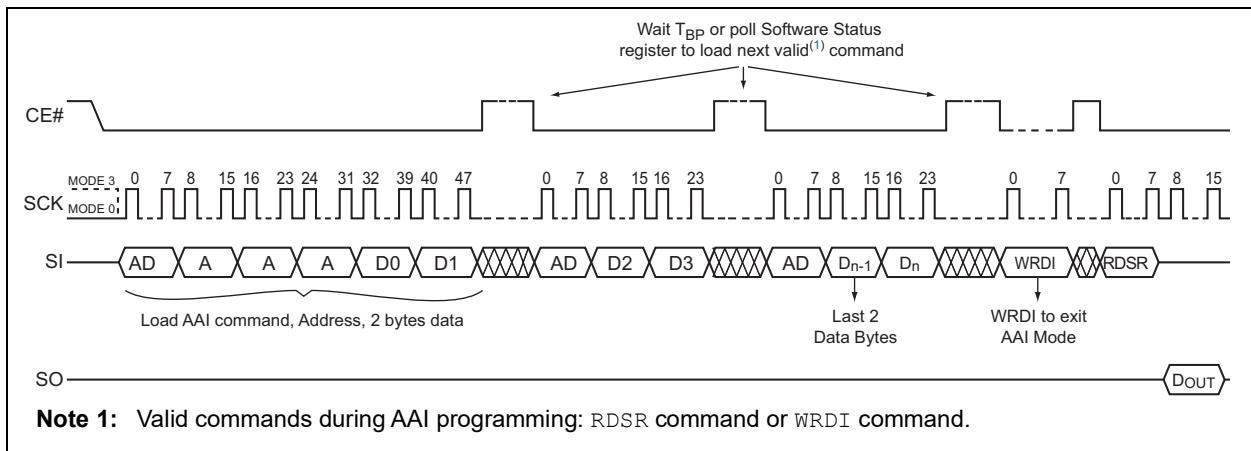 Wait TBP or poll Software Status
register to load next valid(1) command
CE#
MODE 3
0 7 8 15 16 23 24 31 32 39 40 47 0 7 8 15 16 23 0 7 8 15 16 23 0 7 0 7 8 15
SCK
MODE 0
SI AD A A A D0 D1 AD D2 D3 AD Dn-1 Dn WRDI RDSR
Load AAI command, Address, 2 bytes data
Last 2
Data Bytes
WRDI to exit
AAI Mode
SO DOUT
Note 1: Valid commands during AAI programming: RDSR command or WRDI command.